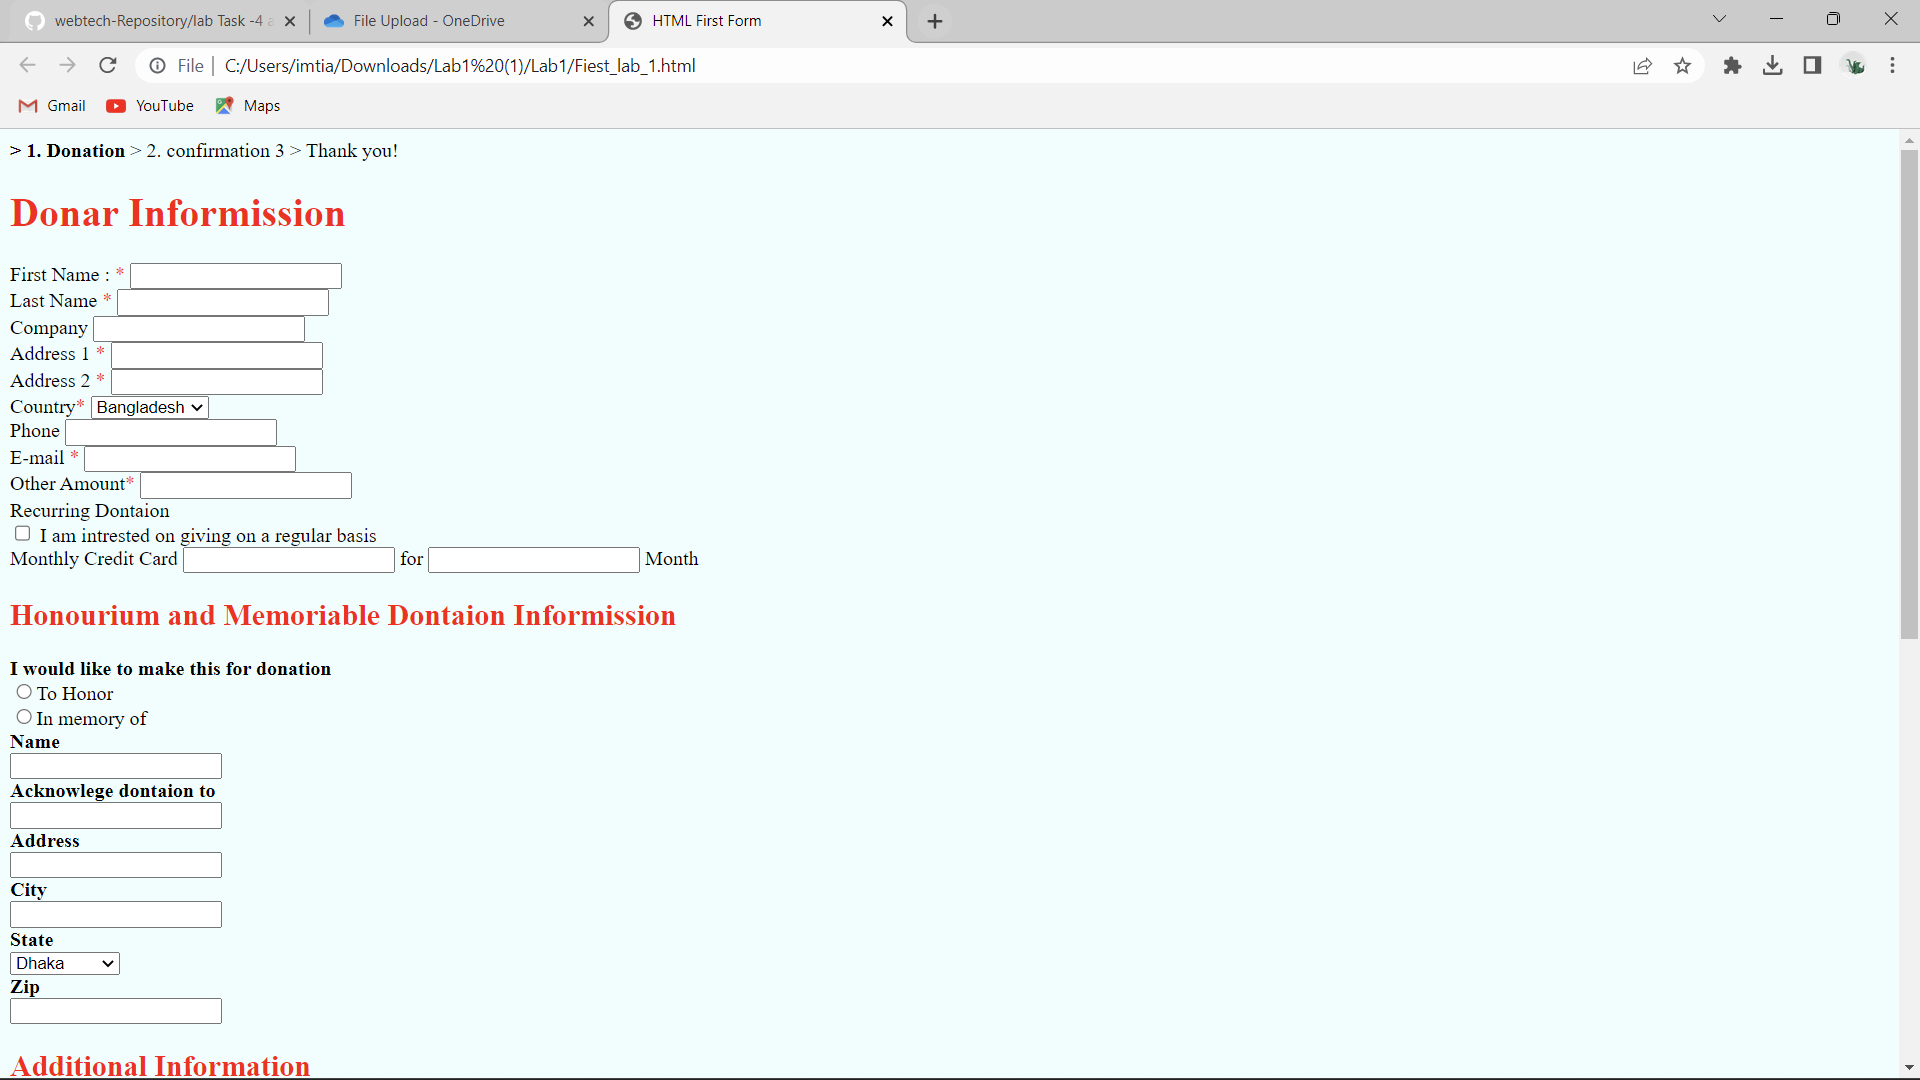 webtech-Repository/lab Task -4 a
File Upload - OneDrive
HTML First Form
File
C:/Users/imtia/Downloads/Lab1%20(1)/Lab1/Fiest_lab_1.html
Gmail
YouTube
Maps
> 1. Donation > 2. confirmation 3 > Thank you!
Donar Informission
First Name : *
Last Name *
Company
Address 1 *
Address 2 *
Country* Bangladesh
Phone
E-mail *
Other Amount*
Recurring Dontaion
I am intrested on giving on a regular basis
Monthly Credit Card for Month
Honourium and Memoriable Dontaion Informission
I would like to make this for donation
To Honor
In memory of
Name
Acknowlege dontaion to
Address
City
State
Dhaka
Zip
Additional Information